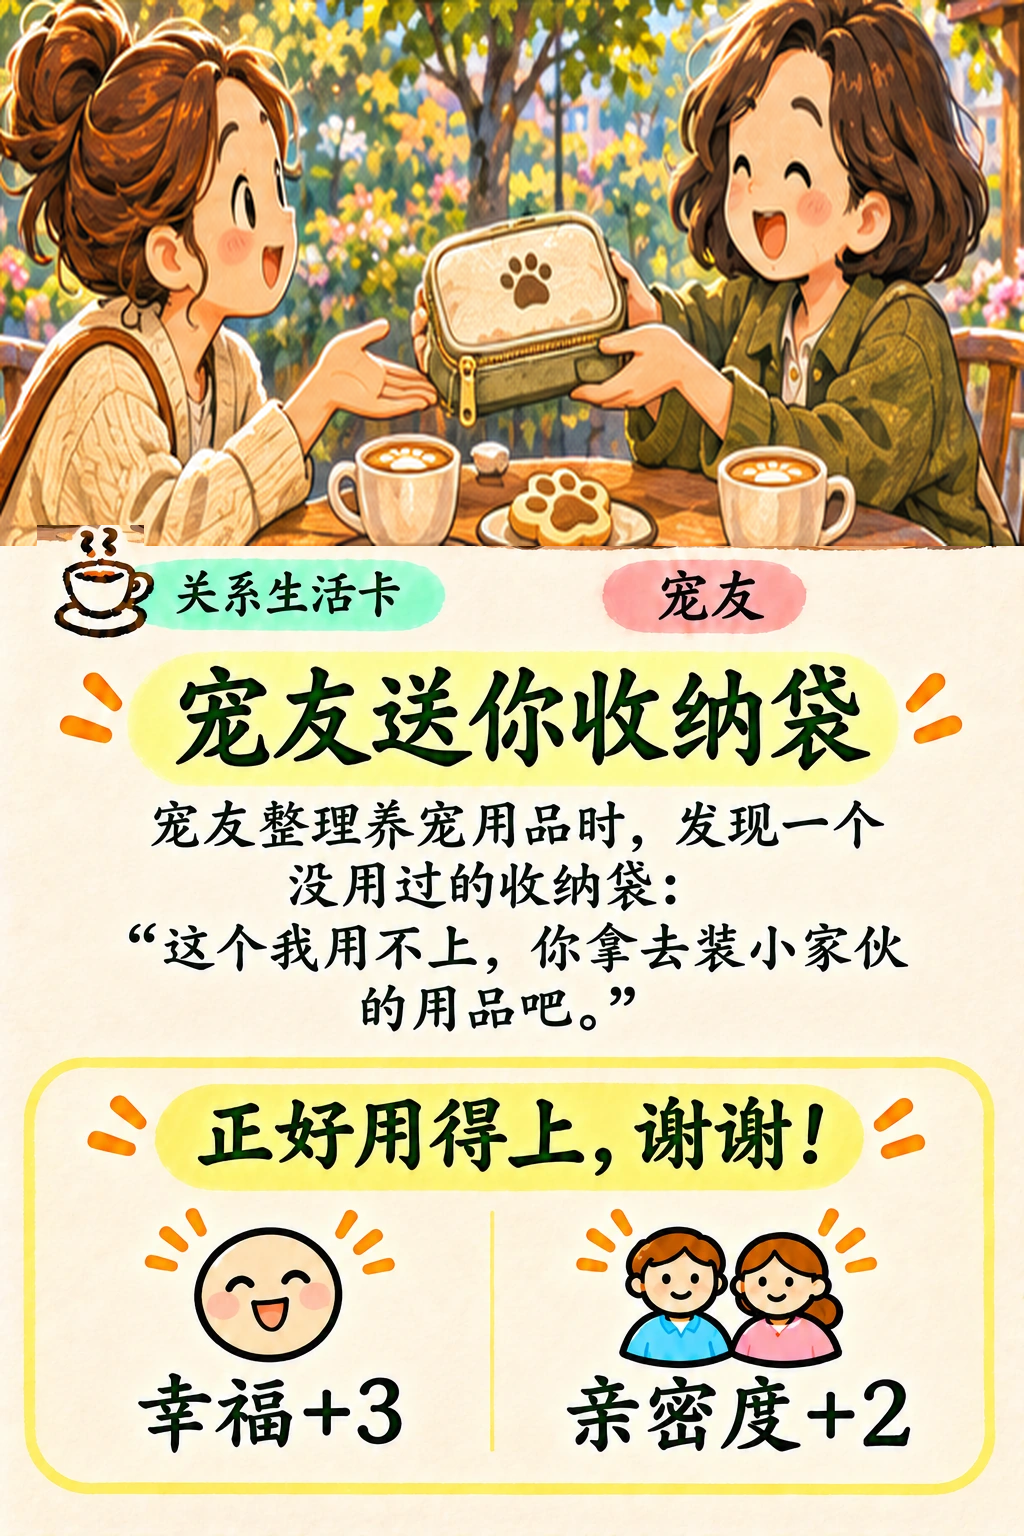 关系生活卡
宠友
宠友送你收纳袋
宠友整理养宠用品时，发现一个
没用过的收纳袋：
“这个我用不上，你拿去装小家伙
的用品吧。”
正好用得上，谢谢！
幸福+3
亲密度+2